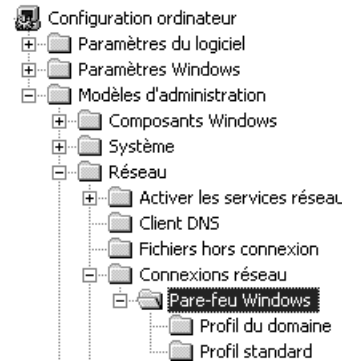 Configuration ordinateur
Paramètres du logiciel
Paramètres Windows
Modèles d'administration
Composants Windows
Système
Réseau
Activer les services réseau
Client DNS
Fichiers hors connexion
Connexions réseau
Pare-feu Windows
Profil du domaine
Profil standard